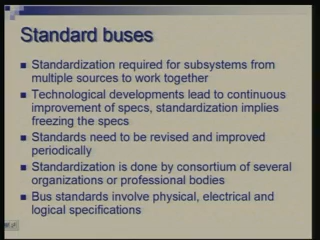 Standard buses
Standardization required for subsystems from
multiple sources to work together
Technological developments lead to continuous
improvement of specs, standardization implies
freezing the specs
Standards need to be revised and improved
periodically
Standardization is done by consortium of several
organizations or professional bodies
Bus standards involve physical, electrical and
logical specifications